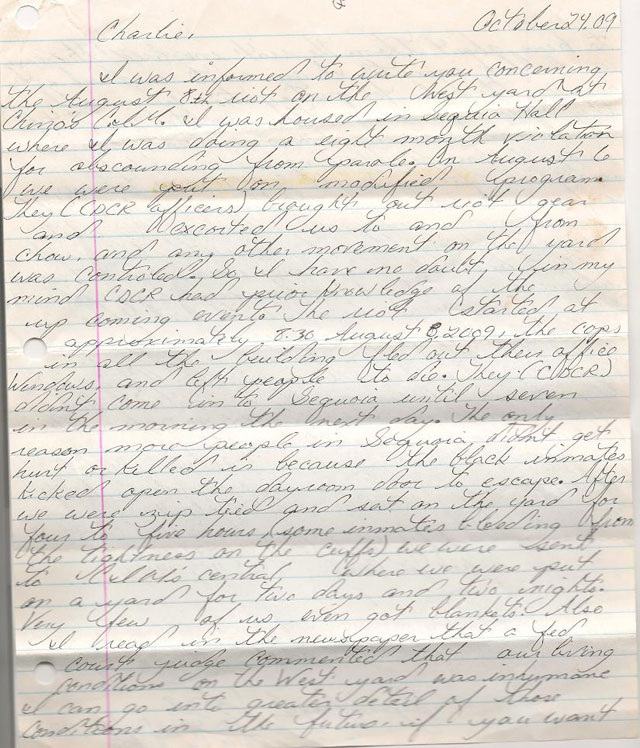 October 24, 09
Charlie,
I was informed to write you concerning
the August 8th riot on the West yard at
Chino's C.I.M. I was housed in Sequoia Hall
where I was doing a eight month violation
for abscounding from parole. On August 6
we were put on modified program.
They (CDCR officers) brought out riot gear
and excorted us to and from
chow, and any other movement on the yard
was controled. So, I have no doubt in my
mind CDCR had prior knowledge of the
up coming event. The riot started at
approximately 8:30 August 8, 2009, the cops
in all the building fled out their office
windows and left people to die. They (CDCR)
didn't come into Sequoia until seven
in the morning the next day. The only
reason more people in Sequoia didn't get
hurt or killed is because the black inmates
kicked open the dayroom door to escape. After
we were zip tied and sat on the yard for
four to five hours (some inmates bleeding from
the tightness on the cuffs) we were sent
to central where we were put
on a yard for two days and two nights.
Very few of us even got blankets. Also
I read in the newspaper that a fed
court judge commented that our living
conditions on the West yard was inhumane
I can go into greater detail of those
conditions in the future if you want